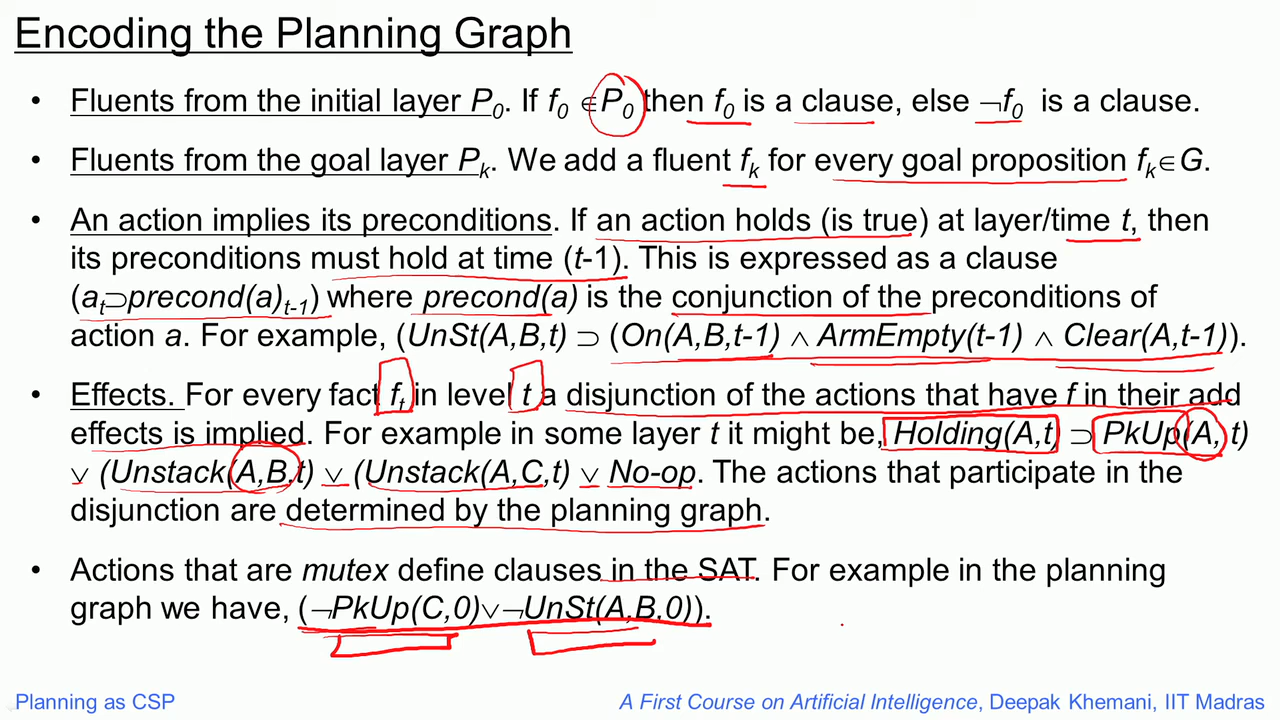 Encoding the Planning Graph
• Fluents from the initial layer P0. If f0 ∈P0 then f0 is a clause, else ¬f0 is a clause.
• Fluents from the goal layer Pk. We add a fluent fk for every goal proposition fk∈G.
• An action implies its preconditions. If an action holds (is true) at layer/time t, then
its preconditions must hold at time (t-1). This is expressed as a clause
(at⊃precond(a)t-1) where precond(a) is the conjunction of the preconditions of
action a. For example, (UnSt(A,B,t) ⊃ (On(A,B,t-1) ∧ ArmEmpty(t-1) ∧ Clear(A,t-1)).
• Effects. For every fact ft in level t a disjunction of the actions that have f in their add
effects is implied. For example in some layer t it might be, Holding(A,t) ⊃ PkUp(A, t)
∨ (Unstack(A,B,t) ∨ (Unstack(A,C,t) ∨ No-op. The actions that participate in the
disjunction are determined by the planning graph.
• Actions that are mutex define clauses in the SAT. For example in the planning
graph we have, (¬PkUp(C,0)∨¬UnSt(A,B,0)).
Planning as CSP
A First Course on Artificial Intelligence, Deepak Khemani, IIT Madras